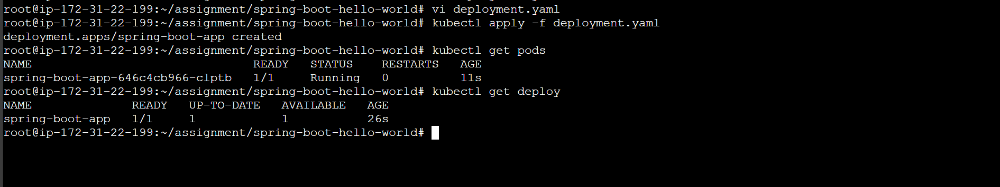 root@ip-172-31-22-199:~/assignment/spring-boot-hello-world# vi deployment.yaml
root@ip-172-31-22-199:~/assignment/spring-boot-hello-world# kubectl apply -f deployment.yaml
deployment.apps/spring-boot-app created
root@ip-172-31-22-199:~/assignment/spring-boot-hello-world# kubectl get pods
NAME                               READY   STATUS    RESTARTS   AGE
spring-boot-app-646c4cb966-clptb   1/1     Running   0          11s
root@ip-172-31-22-199:~/assignment/spring-boot-hello-world# kubectl get deploy
NAME              READY   UP-TO-DATE   AVAILABLE   AGE
spring-boot-app   1/1     1            1           26s
root@ip-172-31-22-199:~/assignment/spring-boot-hello-world#